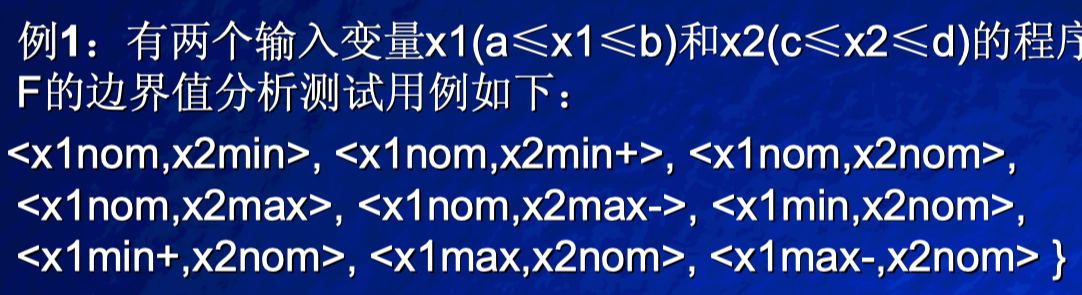 例1：有两个输入变量x1(a≤x1≤b)和x2(c≤x2≤d)的程序
F的边界值分析测试用例如下：
<x1nom,x2min>, <x1nom,x2min+>, <x1nom,x2nom>,
<x1nom,x2max>, <x1nom,x2max->, <x1min,x2nom>,
<x1min+,x2nom>, <x1max,x2nom>, <x1max-,x2nom> }